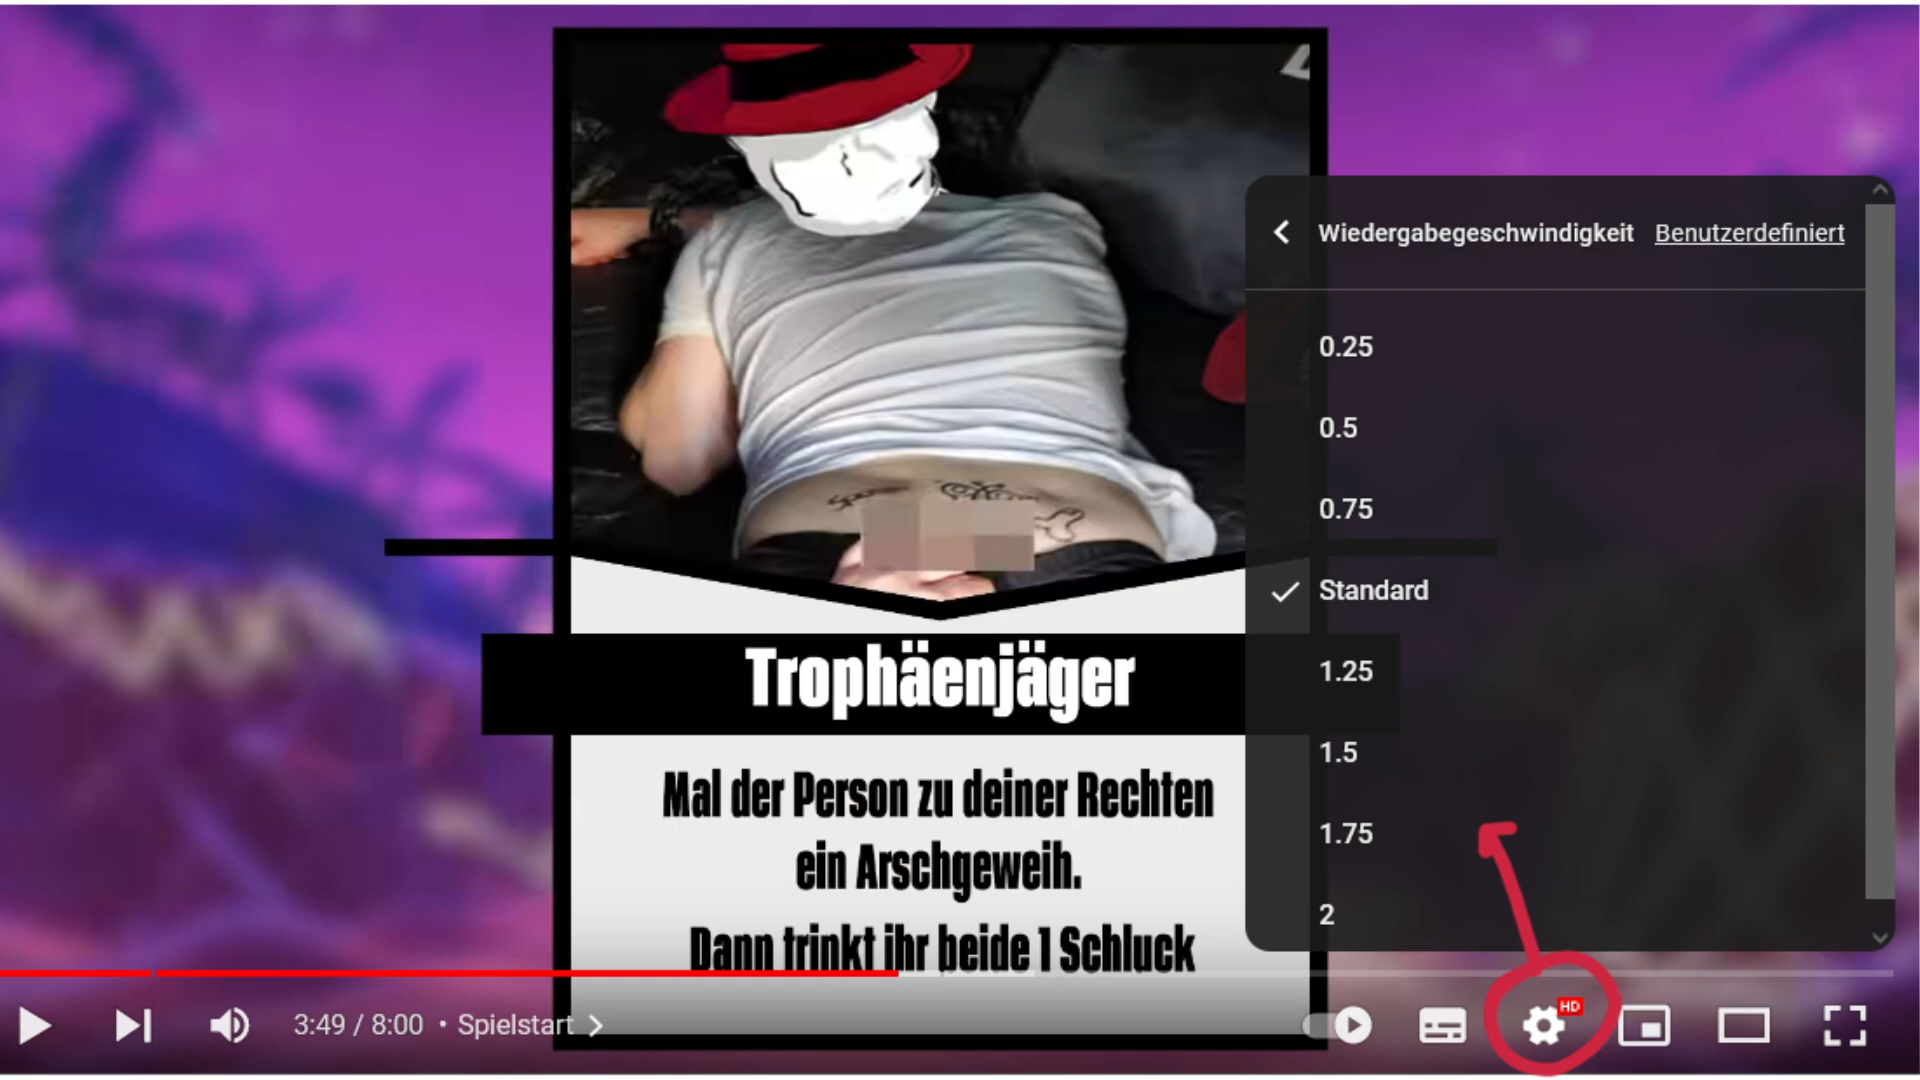 Wiedergabegeschwindigkeit Benutzerdefiniert
0.25
0.5
0.75
Standard
1.25
1.5
1.75
2
Trophäenjäger
Mal der Person zu deiner Rechten
ein Arschgeweih.
Dann trinkt ihr beide 1 Schluck
3:49 / 8:00 • Spielstart
HD